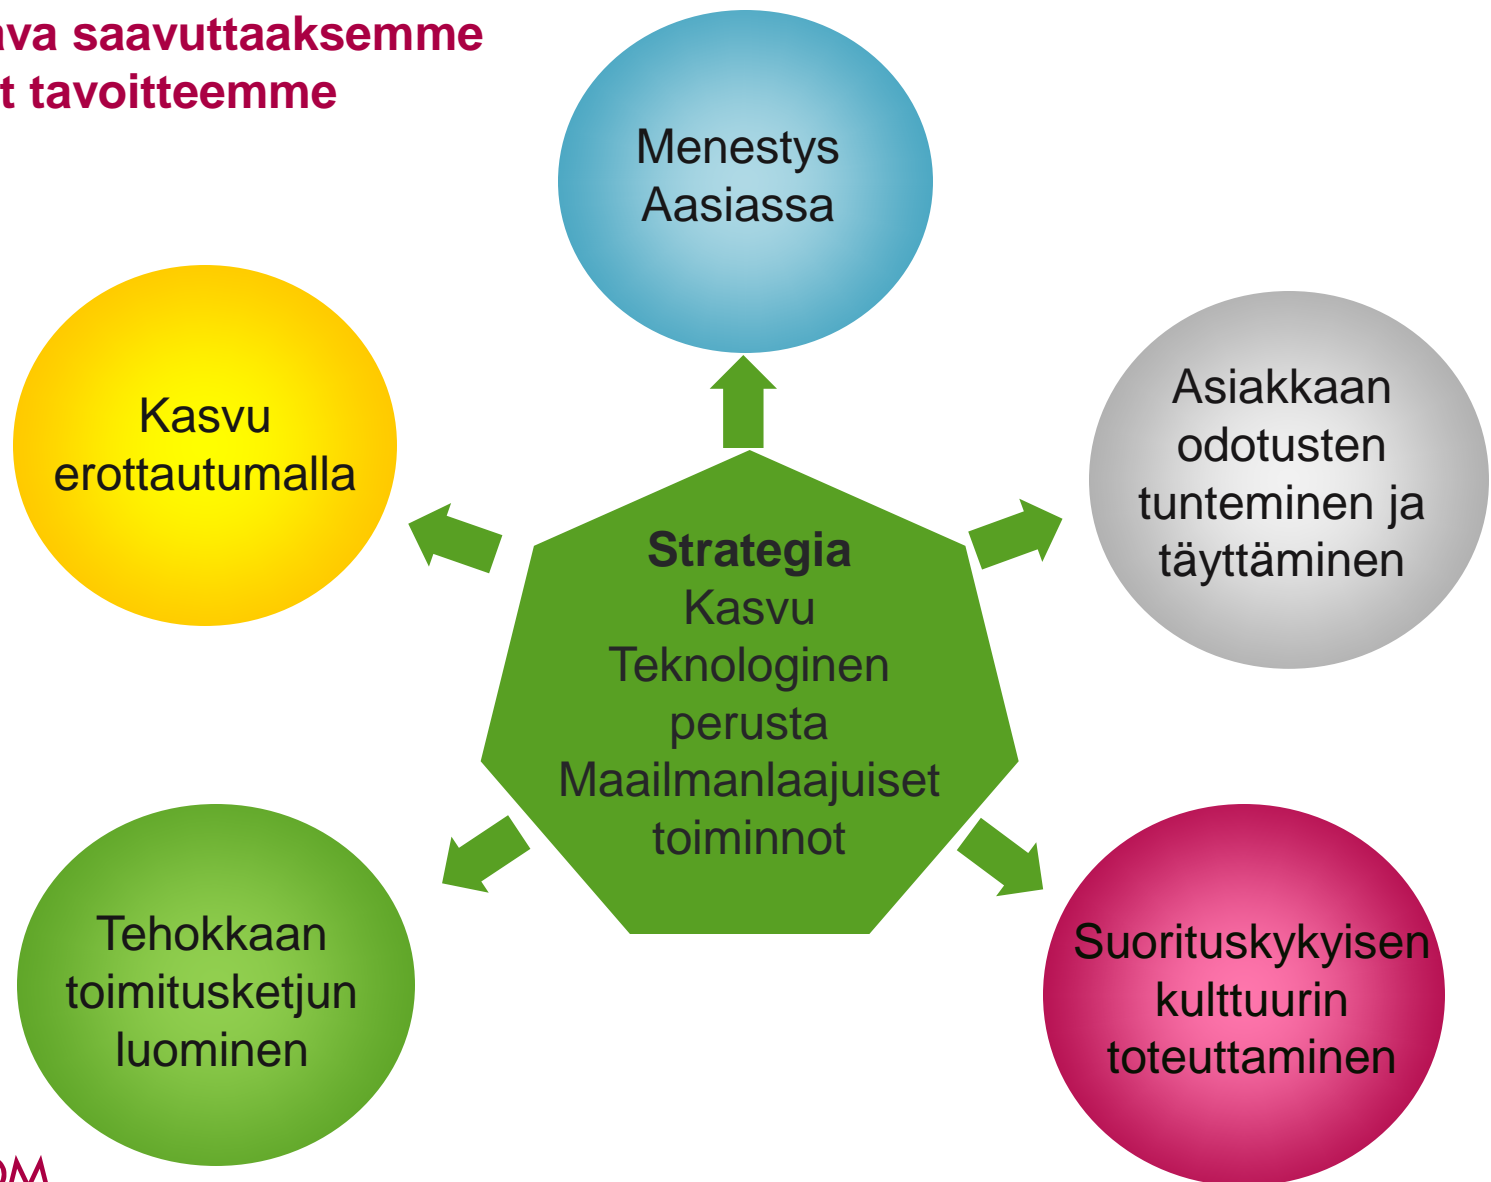 ava saavuttaaksemme
t tavoitteemme
Menestys
Aasiassa
Kasvu
erottautumalla
Asiakkaan
odotusten
tunteminen ja
täyttäminen
Strategia
Kasvu
Teknologinen
perusta
Maailmanlaajuiset
toiminnot
Tehokkaan
toimitusketjun
luominen
Suorituskykyisen
kulttuurin
toteuttaminen
OM